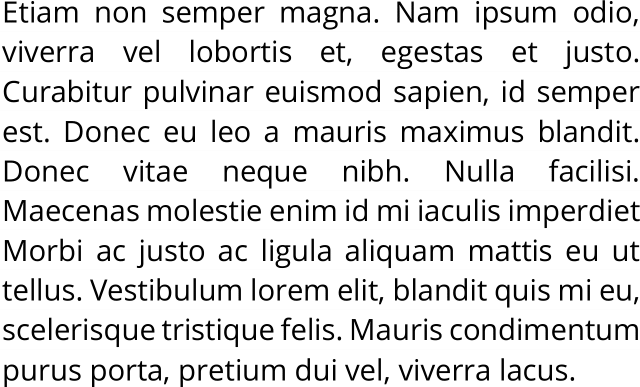 Etiam non semper magna. Nam ipsum odio,
viverra vel lobortis et, egestas et justo.
Curabitur pulvinar euismod sapien, id semper
est. Donec eu leo a mauris maximus blandit.
Donec vitae neque nibh. Nulla facilisi.
Maecenas molestie enim id mi iaculis imperdiet
Morbi ac justo ac ligula aliquam mattis eu ut
tellus. Vestibulum lorem elit, blandit quis mi eu,
scelerisque tristique felis. Mauris condimentum
purus porta, pretium dui vel, viverra lacus.